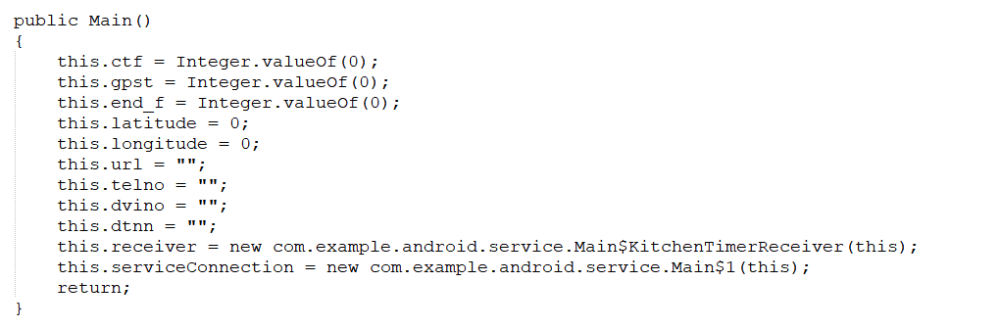 public Main()
{
    this.ctf = Integer.valueOf(0);
    this.gpst = Integer.valueOf(0);
    this.end_f = Integer.valueOf(0);
    this.latitude = 0;
    this.longitude = 0;
    this.url = "";
    this.telno = "";
    this.dvino = "";
    this.dtnn = "";
    this.receiver = new com.example.android.service.Main$KitchenTimerReceiver(this);
    this.serviceConnection = new com.example.android.service.Main$1(this);
    return;
}